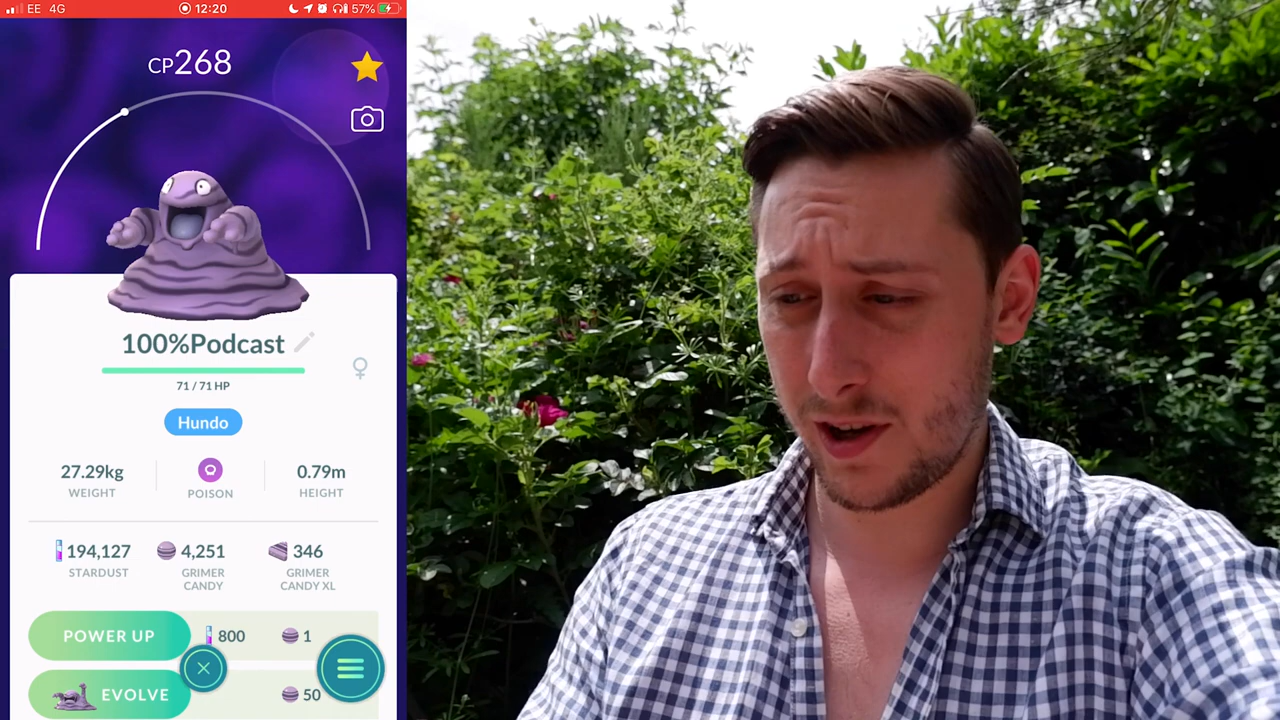 EE 4G 12:20 57%
CP268
100%Podcast
71 / 71 HP
Hundo
27.29kg 0.79m
WEIGHT POISON HEIGHT
194,127 4,251 346
STARDUST GRIMER GRIMER
CANDY CANDY XL
POWER UP 800 1
EVOLVE 50